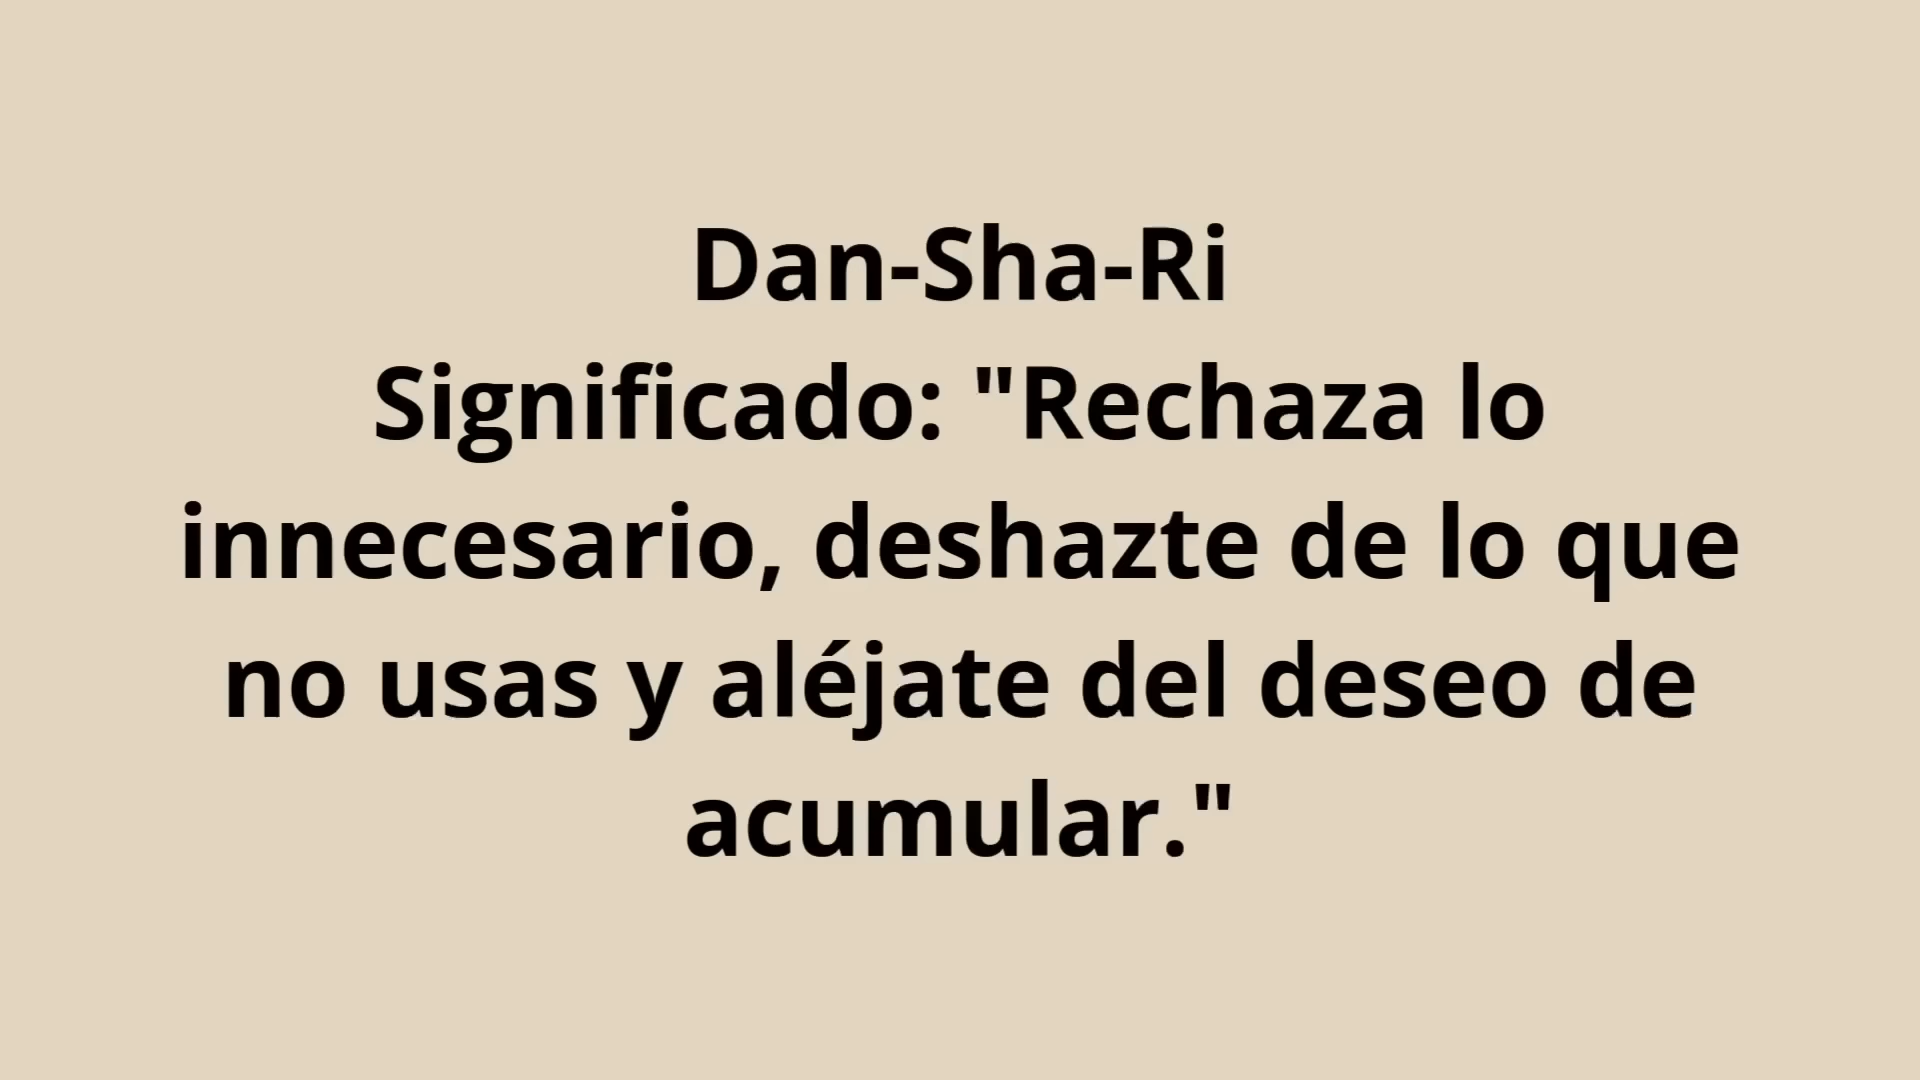 Dan-Sha-Ri
Significado: "Rechaza lo
innecesario, deshazte de lo que
no usas y aléjate del deseo de
acumular."